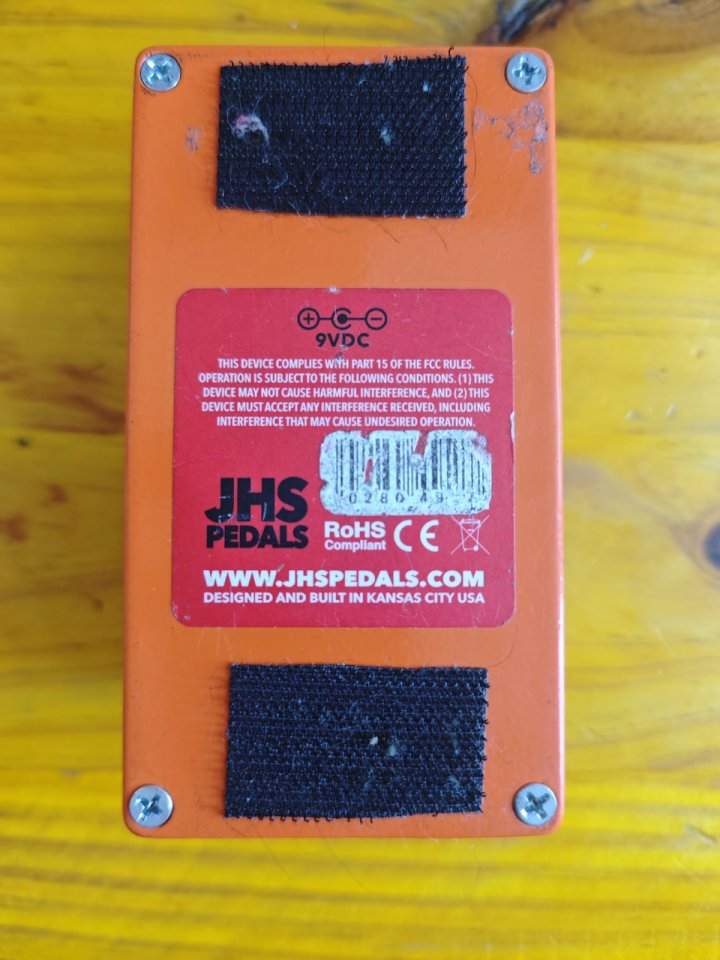 9VDC
THIS DEVICE COMPLIES WITH PART 15 OF THE FCC RULES.
OPERATION IS SUBJECT TO THE FOLLOWING CONDITIONS. (1) THIS
DEVICE MAY NOT CAUSE HARMFUL INTERFERENCE, AND (2) THIS
DEVICE MUST ACCEPT ANY INTERFERENCE RECEIVED, INCLUDING
INTERFERENCE THAT MAY CAUSE UNDESIRED OPERATION.
JHS
PEDALS
RoHS
Compliant
CE
WWW.JHSPEDALS.COM
DESIGNED AND BUILT IN KANSAS CITY USA